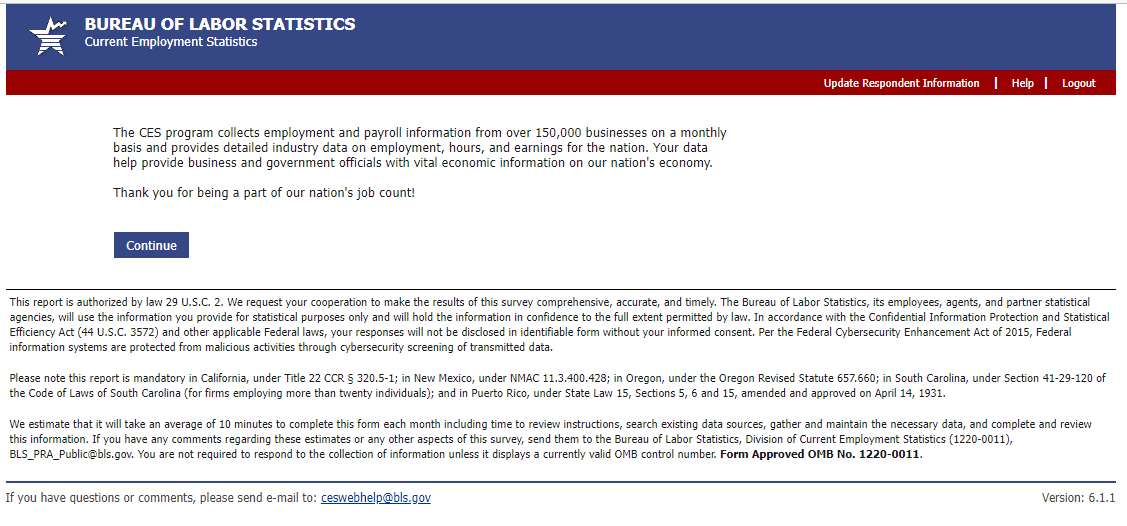 BUREAU OF LABOR STATISTICS
Current Employment Statistics
Update Respondent Information | Help | Logout
The CES program collects employment and payroll information from over 150,000 businesses on a monthly
basis and provides detailed industry data on employment, hours, and earnings for the nation. Your data
help provide business and government officials with vital economic information on our nation's economy.
Thank you for being a part of our nation's job count!
Continue
This report is authorized by law 29 U.S.C. 2. We request your cooperation to make the results of this survey comprehensive, accurate, and timely. The Bureau of Labor Statistics, its employees, agents, and partner statistical
agencies, will use the information you provide for statistical purposes only and will hold the information in confidence to the full extent permitted by law. In accordance with the Confidential Information Protection and Statistical
Efficiency Act (44 U.S.C. 3572) and other applicable Federal laws, your responses will not be disclosed in identifiable form without your informed consent. Per the Federal Cybersecurity Enhancement Act of 2015, Federal
information systems are protected from malicious activities through cybersecurity screening of transmitted data.
Please note this report is mandatory in California, under Title 22 CCR § 320.5-1; in New Mexico, under NMAC 11.3.400.428; in Oregon, under the Oregon Revised Statute 657.660; in South Carolina, under Section 41-29-120 of
the Code of Laws of South Carolina (for firms employing more than twenty individuals); and in Puerto Rico, under State Law 15, Sections 5, 6 and 15, amended and approved on April 14, 1931.
We estimate that it will take an average of 10 minutes to complete this form each month including time to review instructions, search existing data sources, gather and maintain the necessary data, and complete and review
this information. If you have any comments regarding these estimates or any other aspects of this survey, send them to the Bureau of Labor Statistics, Division of Current Employment Statistics (1220-0011),
BLS_PRA_Public@bls.gov. You are not required to respond to the collection of information unless it displays a currently valid OMB control number. Form Approved OMB No. 1220-0011.
If you have questions or comments, please send e-mail to: ceswebhelp@bls.gov
Version: 6.1.1